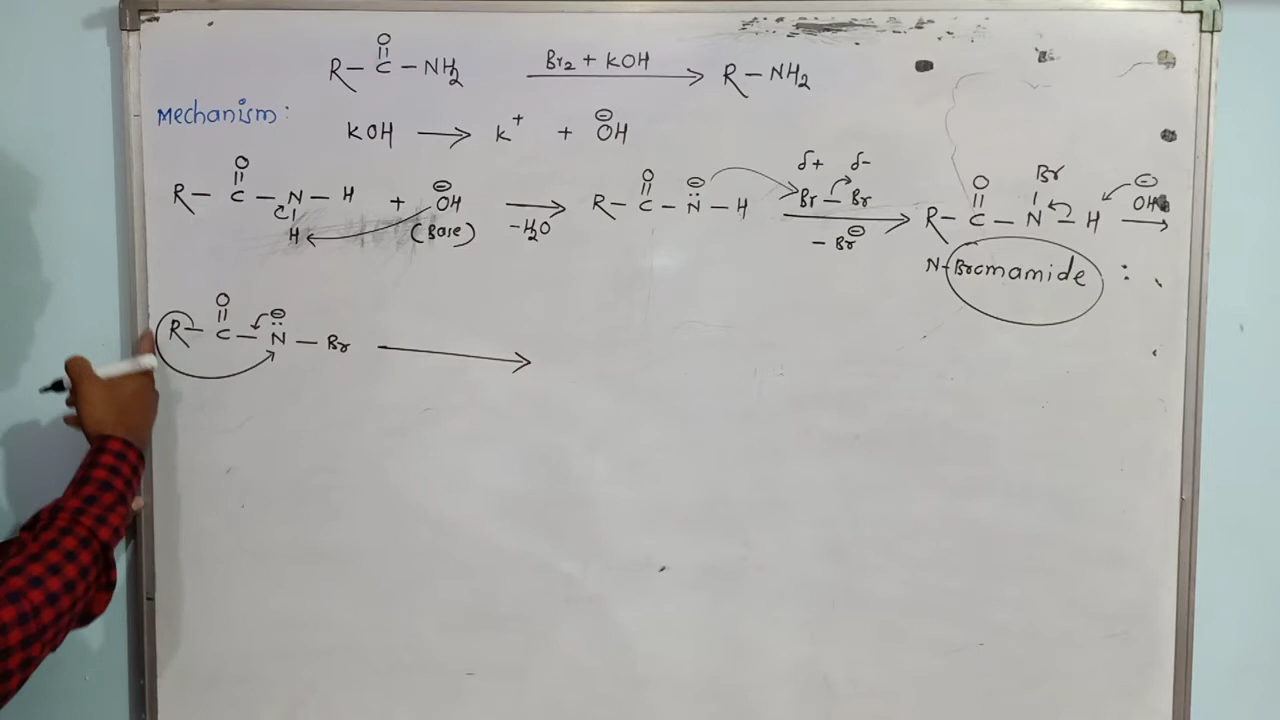 R–C(=O)–NH₂ —Br₂ + KOH→ R–NH₂
Mechanism:
KOH → K⁺ + ⊖OH
R–C(=O)–N(–H)–H + ⊖OH (Base) —-H₂O→ R–C(=O)–N̈⊖–H —δ+ Br–Br δ- / -Br⊖→ R–C(=O)–N(–Br)–H ⊖OH →
N-Bromamide :
R–C(=O)–N̈⊖–Br →